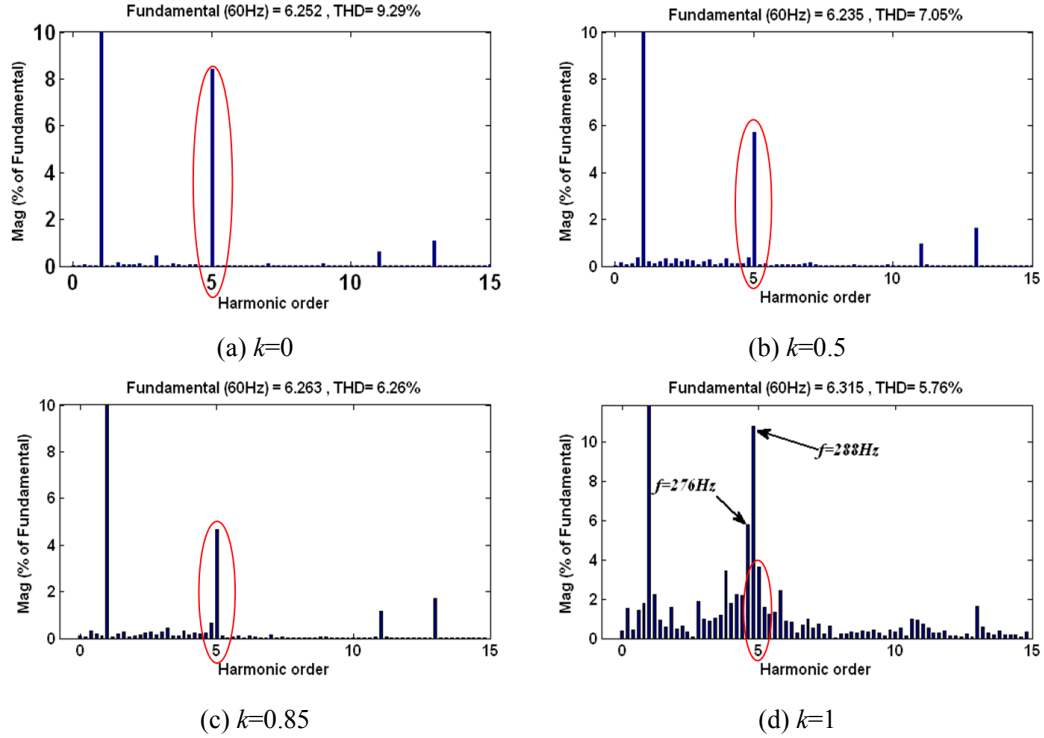 Fundamental (60Hz) = 6.252 , THD= 9.29%
Mag (% of Fundamental)
10
8
6
4
2
0
0 5 10 15
Harmonic order
(a) k=0
Fundamental (60Hz) = 6.235 , THD= 7.05%
Mag (% of Fundamental)
10
8
6
4
2
0
0 5 10 15
Harmonic order
(b) k=0.5
Fundamental (60Hz) = 6.263 , THD= 6.26%
Mag (% of Fundamental)
10
8
6
4
2
0
0 5 10 15
Harmonic order
(c) k=0.85
Fundamental (60Hz) = 6.315 , THD= 5.76%
Mag (% of Fundamental)
10
8
6
4
2
0
f=288Hz
f=276Hz
0 5 10 15
Harmonic order
(d) k=1